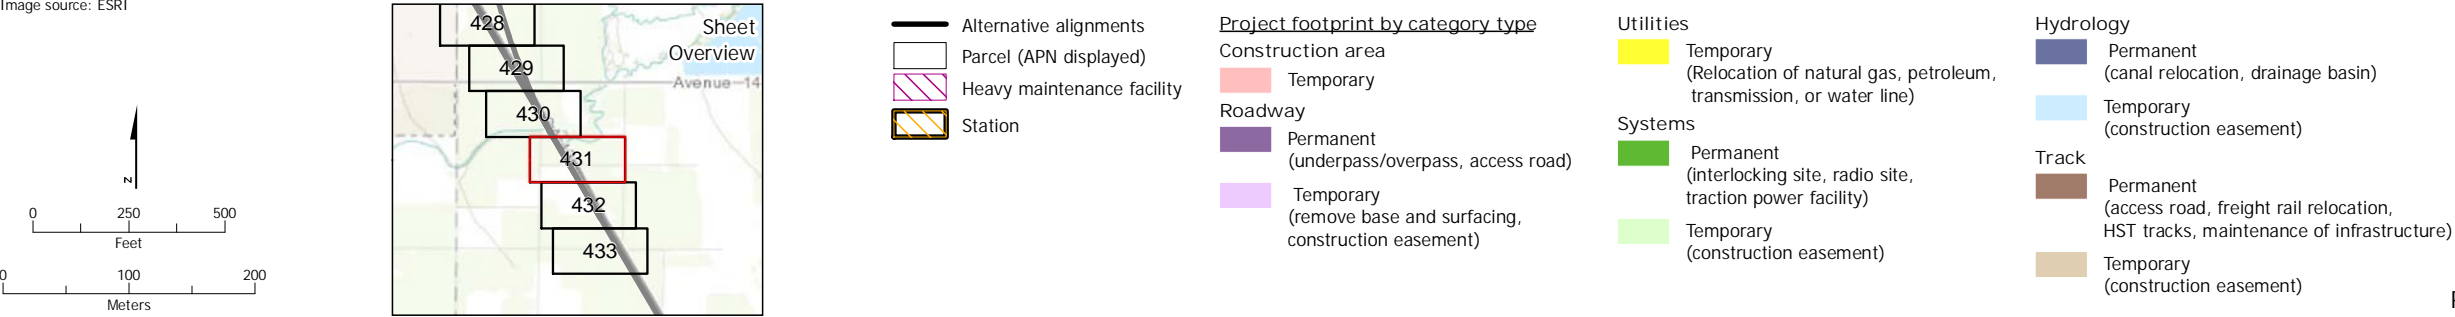 Image source: ESRI
N
0 250 500
Feet
0 100 200
Meters
428
Sheet
Overview
429
Avenue 14
430
431
432
433
Alternative alignments
Parcel (APN displayed)
Heavy maintenance facility
Station
Project footprint by category type
Construction area
Temporary
Roadway
Permanent
(underpass/overpass, access road)
Temporary
(remove base and surfacing,
construction easement)
Utilities
Temporary
(Relocation of natural gas, petroleum,
transmission, or water line)
Systems
Permanent
(interlocking site, radio site,
traction power facility)
Temporary
(construction easement)
Hydrology
Permanent
(canal relocation, drainage basin)
Temporary
(construction easement)
Track
Permanent
(access road, freight rail relocation,
HST tracks, maintenance of infrastructure)
Temporary
(construction easement)